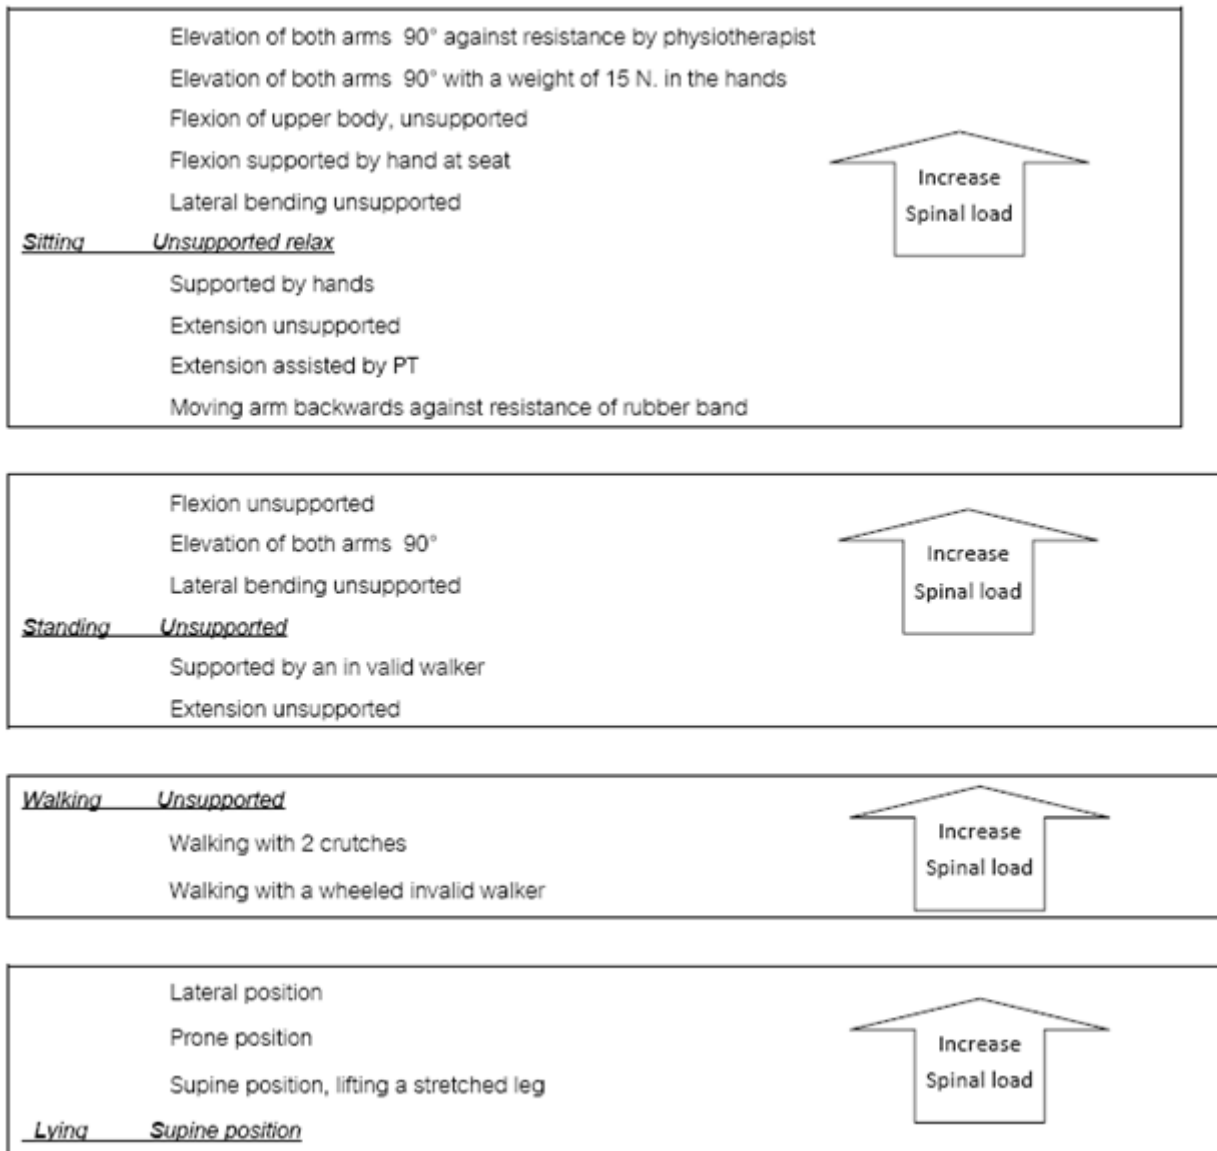 Elevation of both arms 90° against resistance by physiotherapist
Elevation of both arms 90° with a weight of 15 N. in the hands
Flexion of upper body, unsupported
Flexion supported by hand at seat
Lateral bending unsupported
Sitting Unsupported relax
Supported by hands
Extension unsupported
Extension assisted by PT
Moving arm backwards against resistance of rubber band
Increase
Spinal load
Flexion unsupported
Elevation of both arms 90°
Lateral bending unsupported
Standing Unsupported
Supported by an in valid walker
Extension unsupported
Increase
Spinal load
Walking Unsupported
Walking with 2 crutches
Walking with a wheeled invalid walker
Increase
Spinal load
Lateral position
Prone position
Supine position, lifting a stretched leg
Lying Supine position
Increase
Spinal load